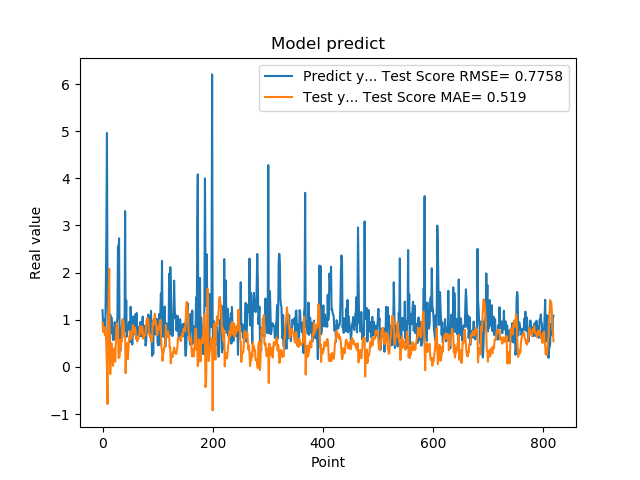 Model predict
Predict y... Test Score RMSE= 0.7758
Test y... Test Score MAE= 0.519
6
5
4
3
2
1
0
−1
Real value
0 200 400 600 800
Point